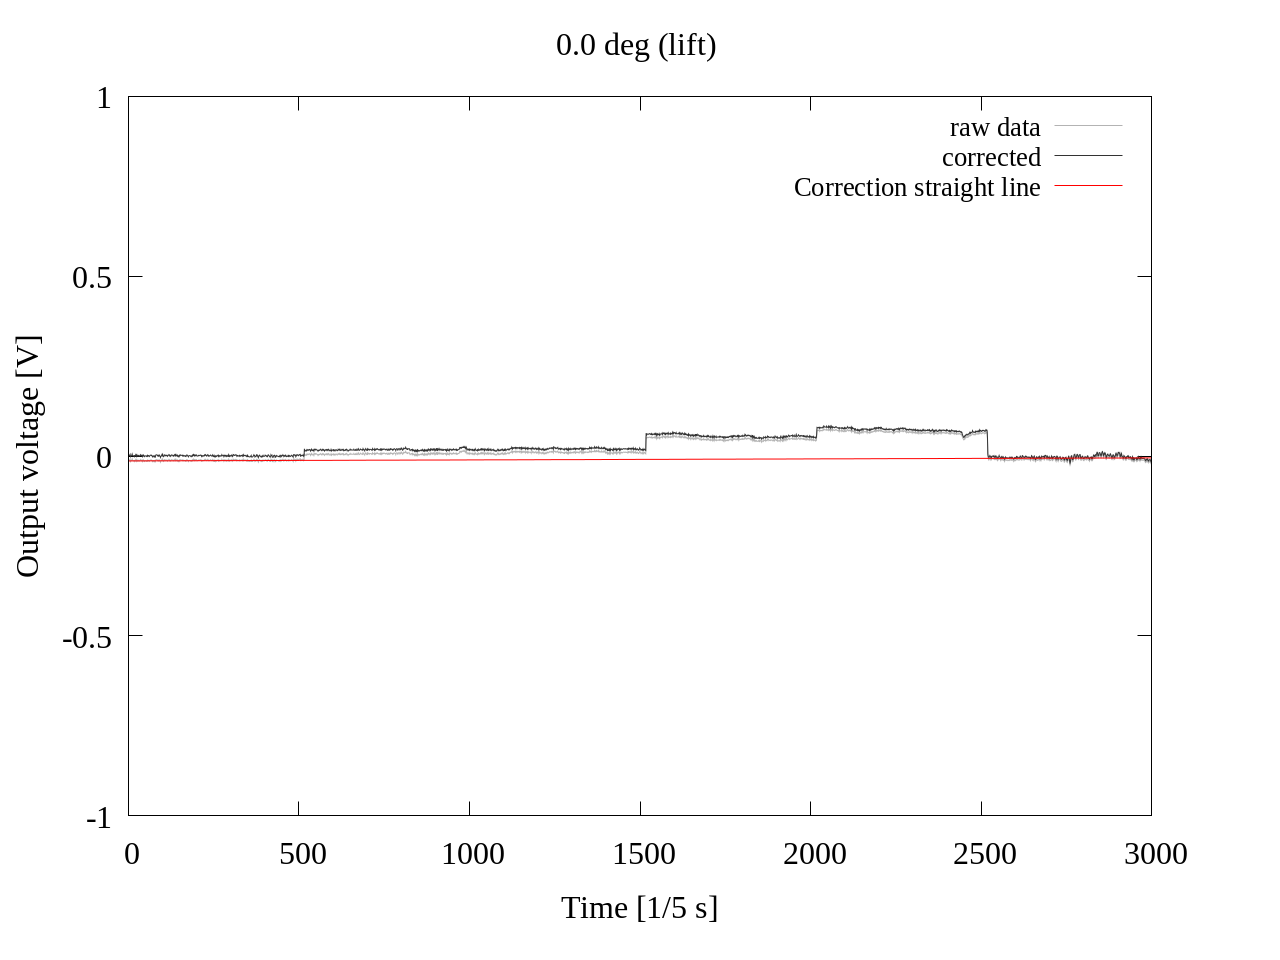 0.0 deg (lift)
1
0.5
0
-0.5
-1
Output voltage [V]
raw data
corrected
Correction straight line
0 500 1000 1500 2000 2500 3000
Time [1/5 s]